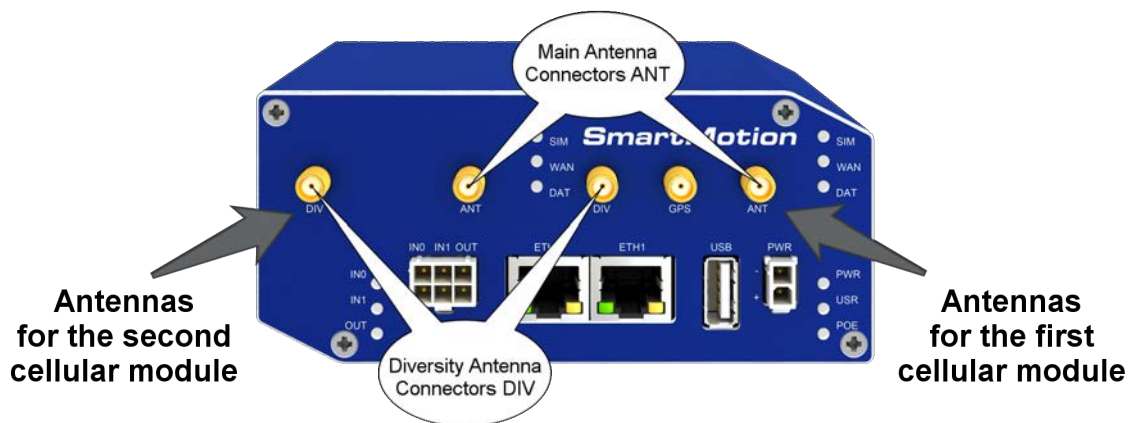 Main Antenna
Connectors ANT
SmartMotion
SIM
WAN
DAT
SIM
WAN
DAT
DIV
ANT
DIV
GPS
ANT
IN0 IN1 OUT
ETH1
USB
PWR
-
+
IN0
IN1
OUT
PWR
USR
POE
Antennas
for the second
cellular module
Diversity Antenna
Connectors DIV
Antennas
for the first
cellular module